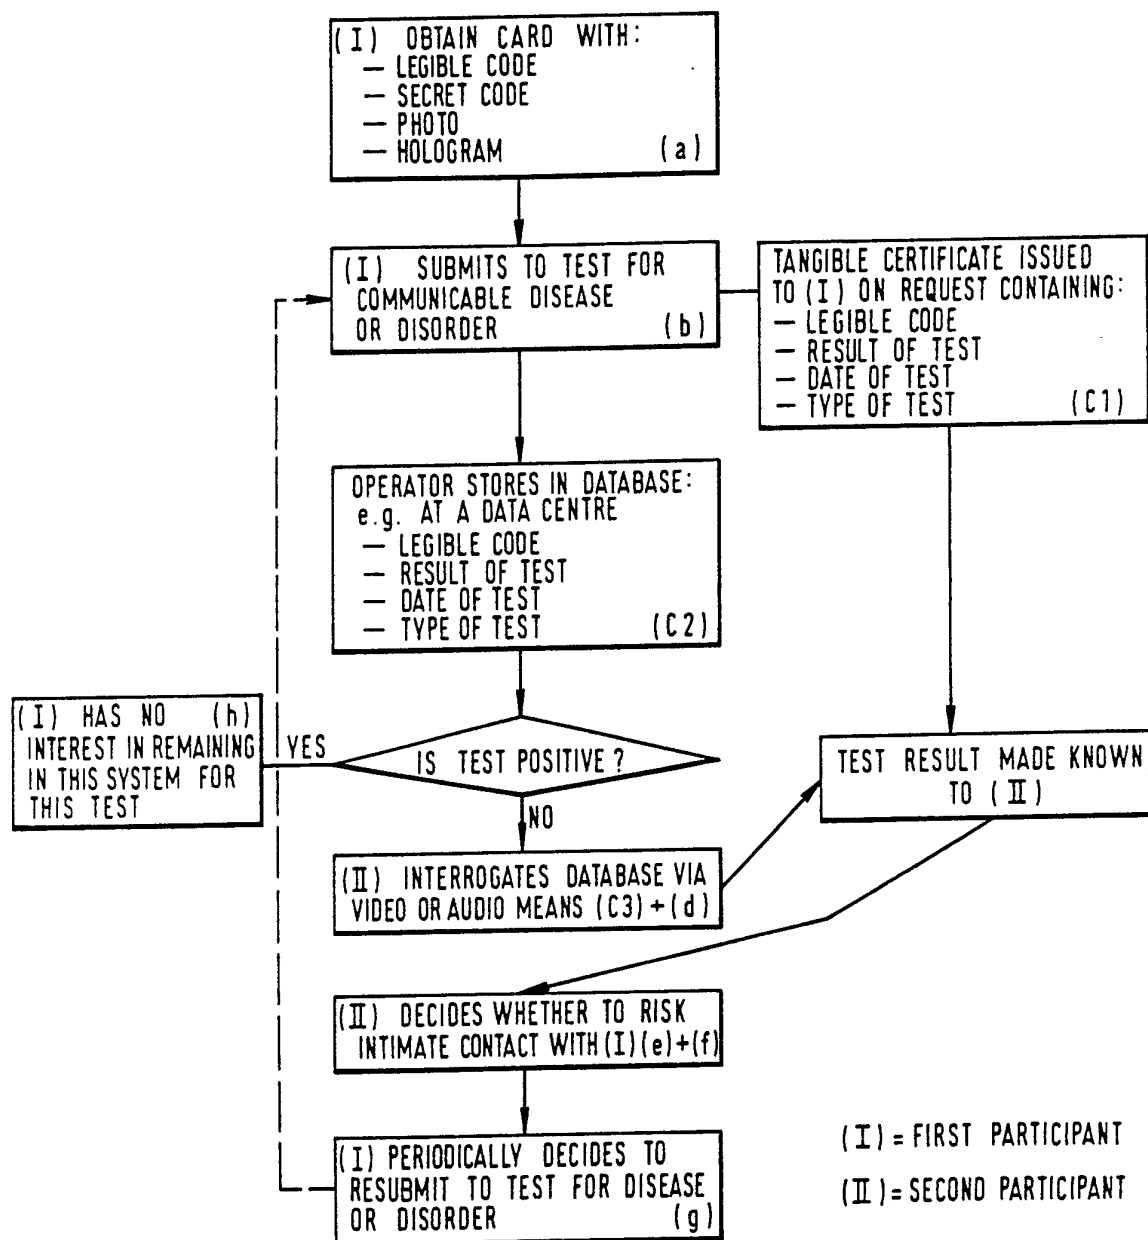 (I) OBTAIN CARD WITH:
— LEGIBLE CODE
— SECRET CODE
— PHOTO
— HOLOGRAM (a)
(I) SUBMITS TO TEST FOR
COMMUNICABLE DISEASE
OR DISORDER (b)
TANGIBLE CERTIFICATE ISSUED
TO (I) ON REQUEST CONTAINING:
— LEGIBLE CODE
— RESULT OF TEST
— DATE OF TEST
— TYPE OF TEST (C1)
OPERATOR STORES IN DATABASE:
e.g. AT A DATA CENTRE
— LEGIBLE CODE
— RESULT OF TEST
— DATE OF TEST
— TYPE OF TEST (C2)
(I) HAS NO (h)
INTEREST IN REMAINING
IN THIS SYSTEM FOR
THIS TEST
YES
IS TEST POSITIVE ?
NO
TEST RESULT MADE KNOWN
TO (II)
(II) INTERROGATES DATABASE VIA
VIDEO OR AUDIO MEANS (C3)+(d)
(II) DECIDES WHETHER TO RISK
INTIMATE CONTACT WITH (I)(e)+(f)
(I) PERIODICALLY DECIDES TO
RESUBMIT TO TEST FOR DISEASE
OR DISORDER (g)
(I) = FIRST PARTICIPANT
(II) = SECOND PARTICIPANT